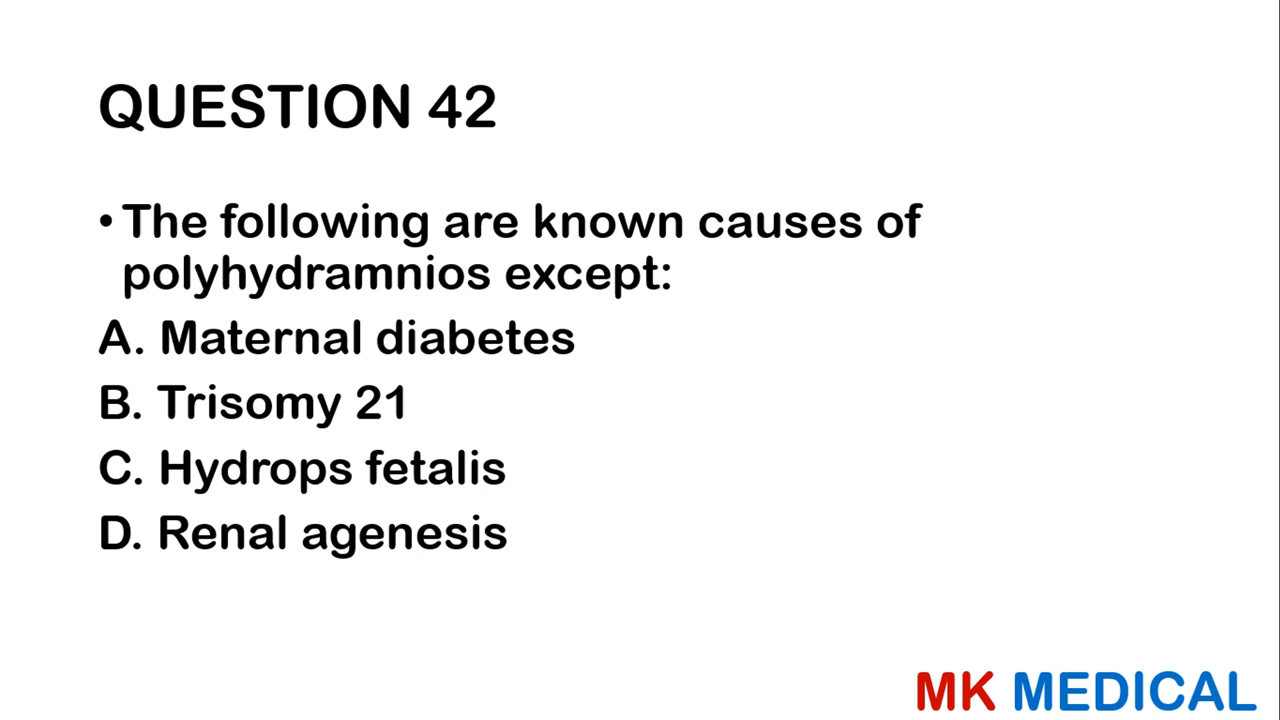 QUESTION 42
• The following are known causes of
polyhydramnios except:
A. Maternal diabetes
B. Trisomy 21
C. Hydrops fetalis
D. Renal agenesis
MK MEDICAL